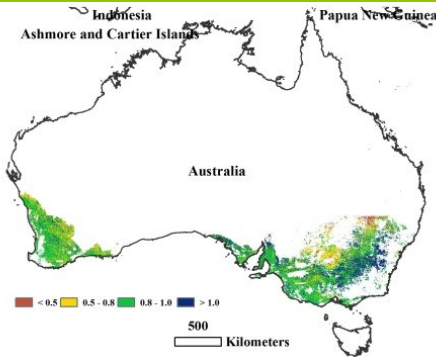 Indonesia
Papua New Guinea
Ashmore and Cartier Islands
Australia
< 0.5 0.5 - 0.8 0.8 - 1.0 > 1.0
500
Kilometers